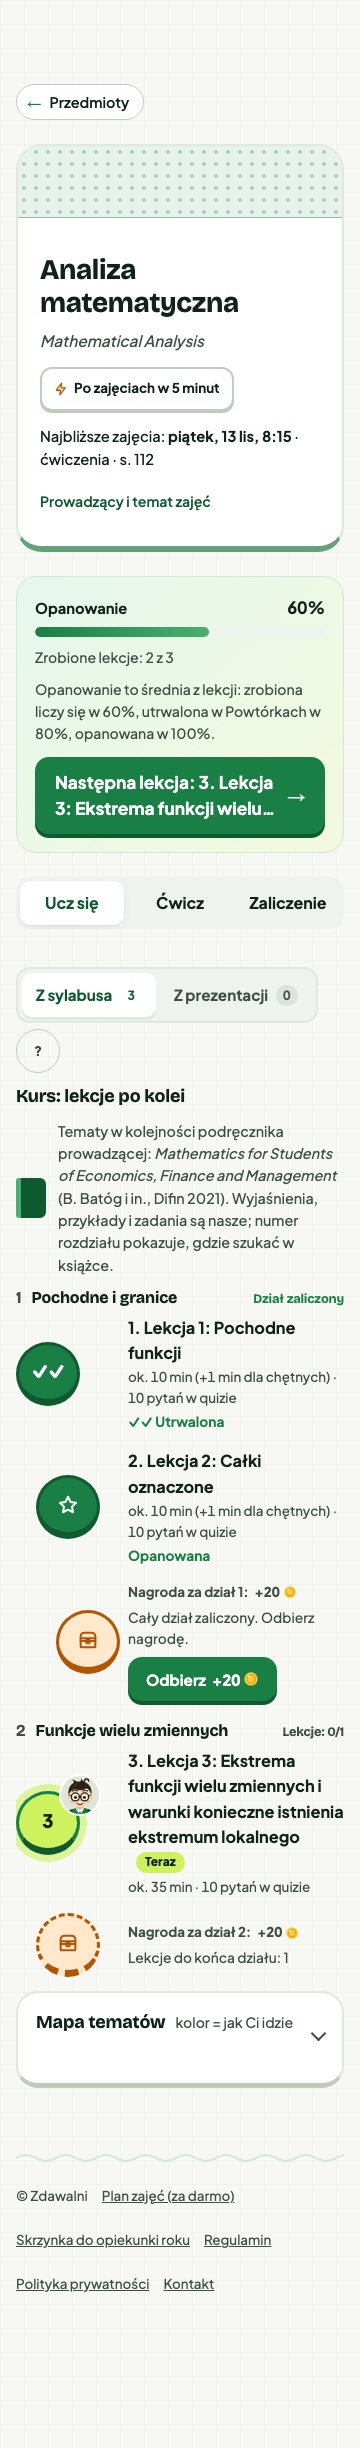 ← Przedmioty
Analiza
matematyczna
Mathematical Analysis
Po zajęciach w 5 minut
Najbliższe zajęcia: piątek, 13 lis, 8:15 ·
ćwiczenia · s. 112
Prowadzący i temat zajęć
Opanowanie 60%
Zrobione lekcje: 2 z 3
Opanowanie to średnia z lekcji: zrobiona
liczy się w 60%, utrwalona w Powtórkach w
80%, opanowana w 100%.
Następna lekcja: 3. Lekcja
3: Ekstrema funkcji wielu... →
Ucz się Ćwicz Zaliczenie
Z sylabusa 3 Z prezentacji 0
?
Kurs: lekcje po kolei
Tematy w kolejności podręcznika
prowadzącej: Mathematics for Students
of Economics, Finance and Management
(B. Batóg i in., Difin 2021). Wyjaśnienia,
przykłady i zadania są nasze; numer
rozdziału pokazuje, gdzie szukać w
książce.
1 Pochodne i granice Dział zaliczony
1. Lekcja 1: Pochodne
funkcji
ok. 10 min (+1 min dla chętnych) ·
10 pytań w quizie
✓✓ Utrwalona
2. Lekcja 2: Całki
oznaczone
ok. 10 min (+1 min dla chętnych) ·
10 pytań w quizie
Opanowana
Nagroda za dział 1: +20
Cały dział zaliczony. Odbierz
nagrodę.
Odbierz +20
2 Funkcje wielu zmiennych Lekcje: 0/1
3
3. Lekcja 3: Ekstrema
funkcji wielu zmiennych i
warunki konieczne istnienia
ekstremum lokalnego
Teraz
ok. 35 min · 10 pytań w quizie
Nagroda za dział 2: +20
Lekcje do końca działu: 1
Mapa tematów kolor = jak Ci idzie
© Zdawalni Plan zajęć (za darmo)
Skrzynka do opiekunki roku Regulamin
Polityka prywatności Kontakt